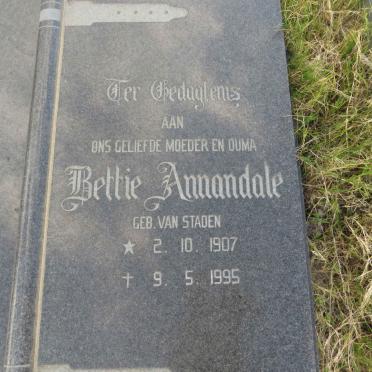 Ter Gedagtenis
AAN
ONS GELIEFDE MOEDER EN OUMA
Bettie Annandale
GEB. VAN STADEN
★ 2. 10. 1907
† 9. 5. 1995